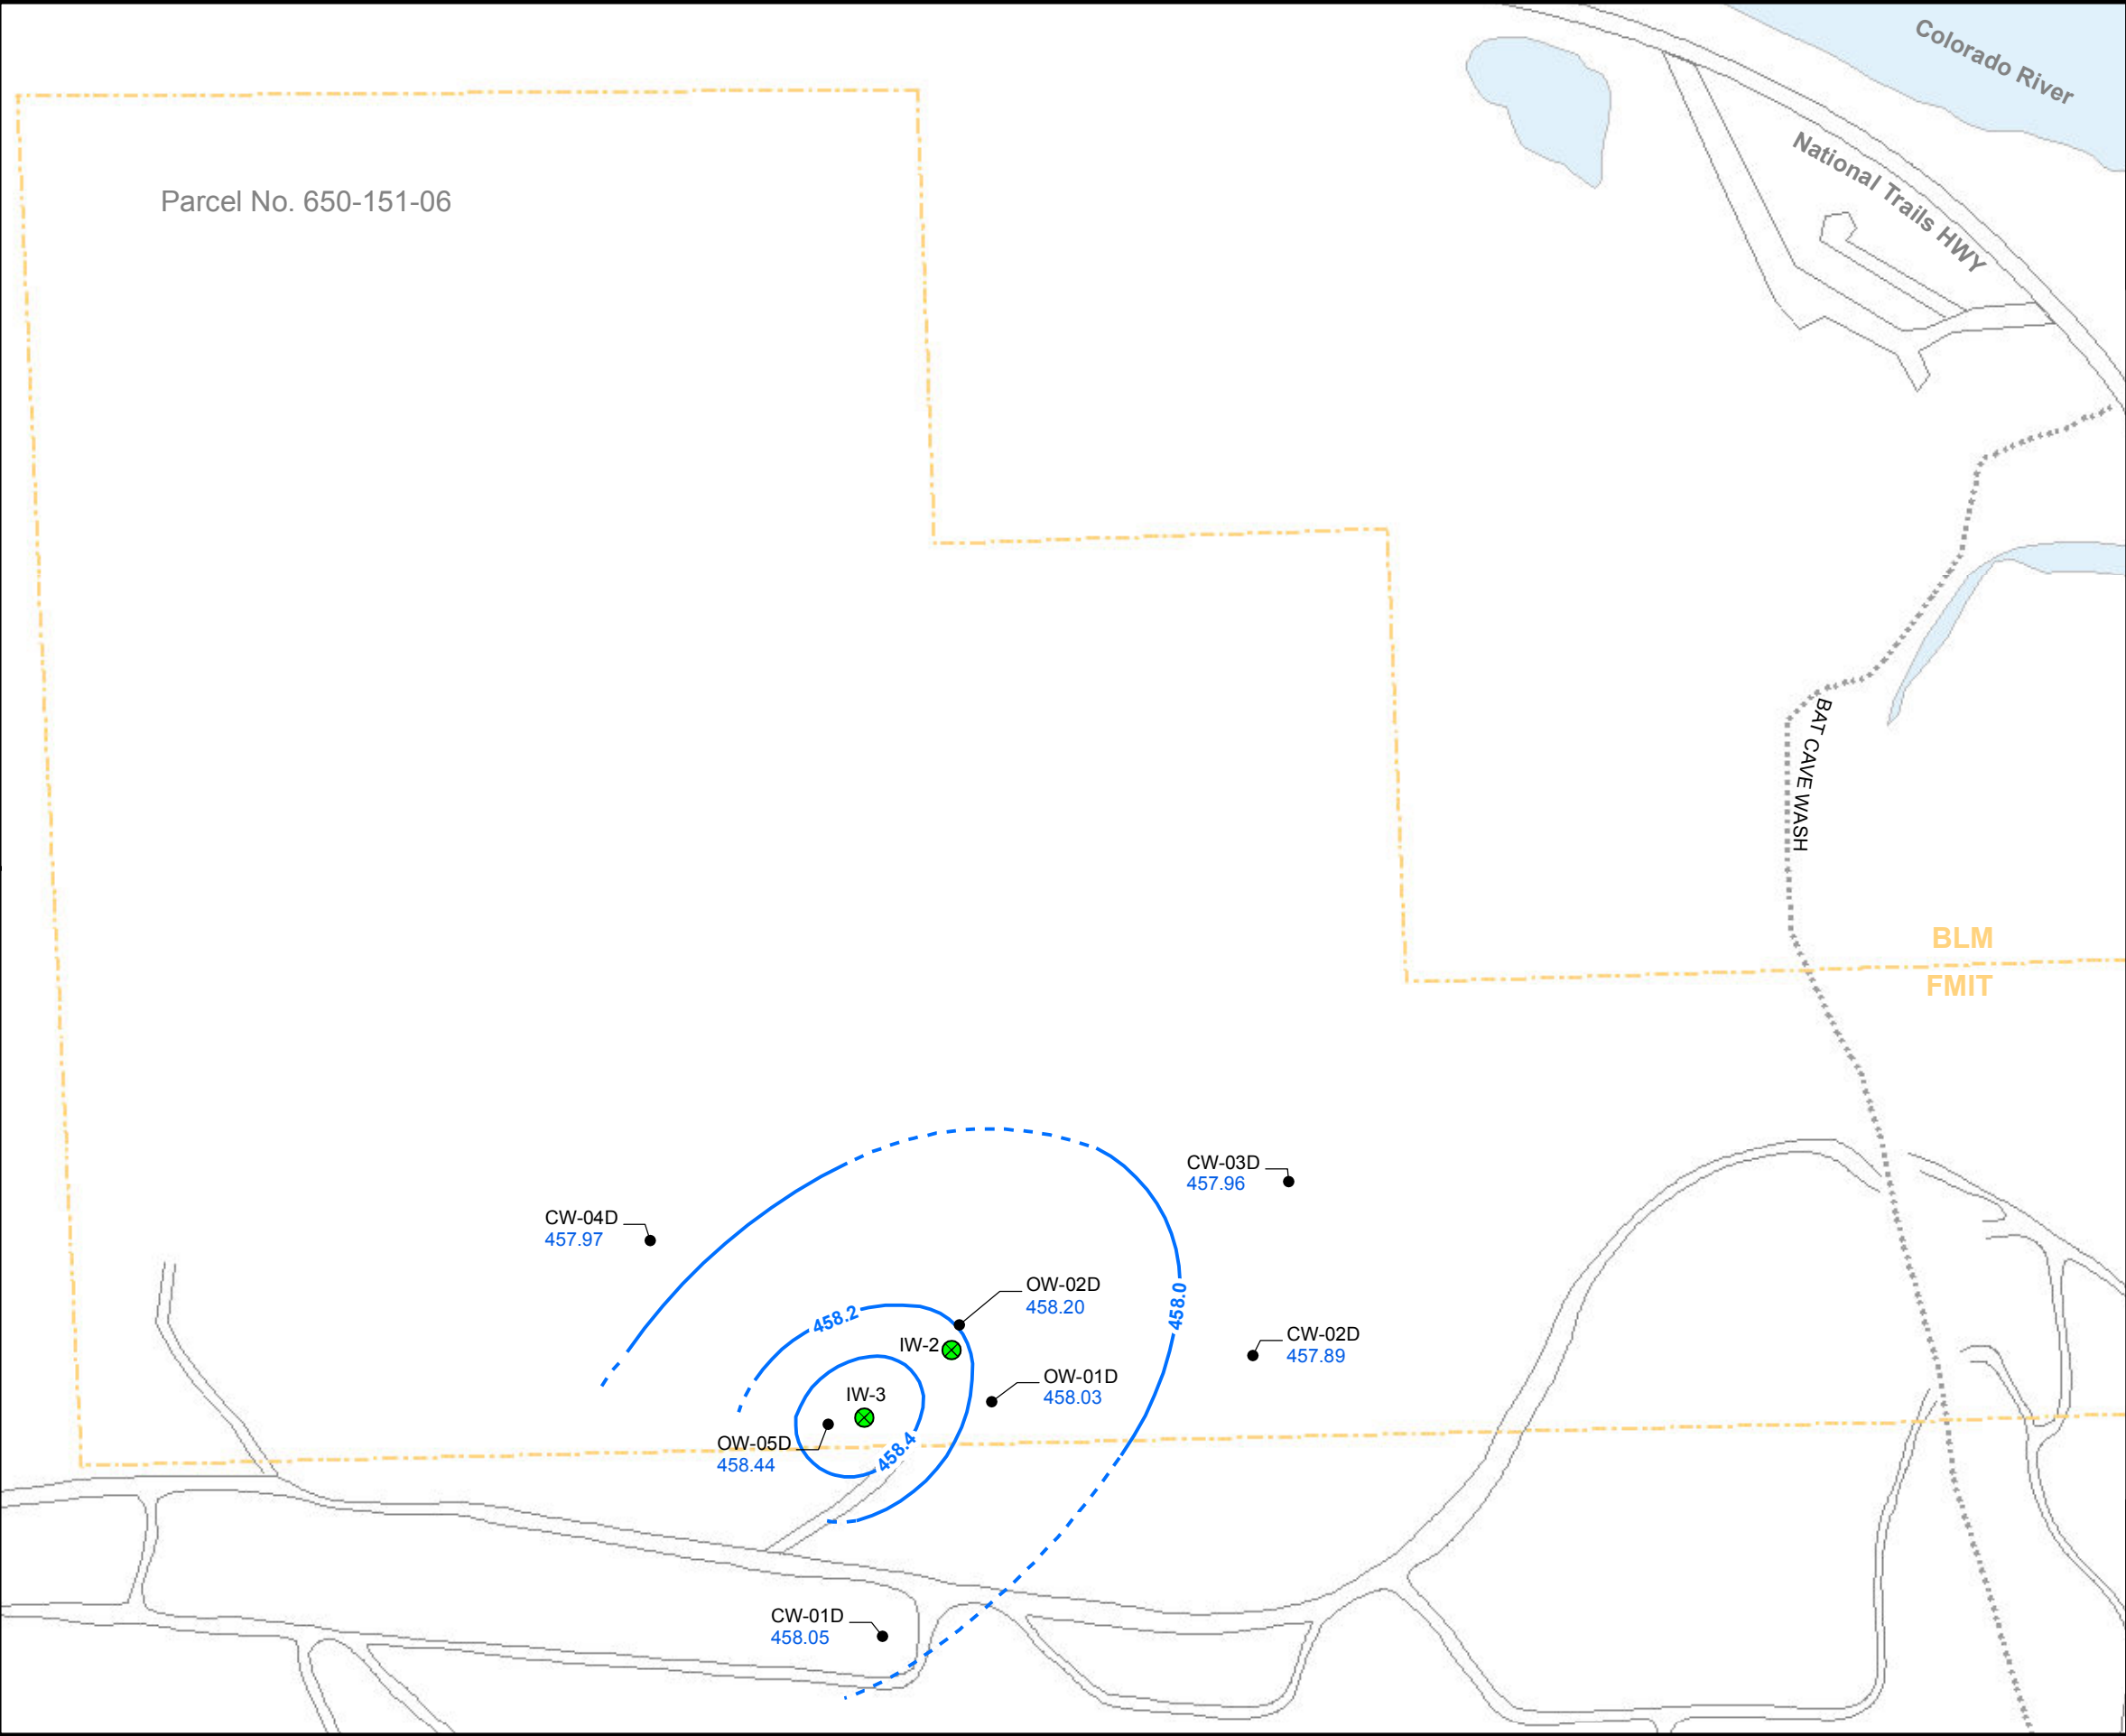 Colorado River
National Trails HWY
Parcel No. 650-151-06
BAT CAVE WASH
BLM
FMIT
CW-03D
457.96
CW-04D
457.97
OW-02D
458.20
458.0
458.2
IW-2
CW-02D
457.89
OW-01D
458.03
IW-3
OW-05D
458.44
458.4
CW-01D
458.05